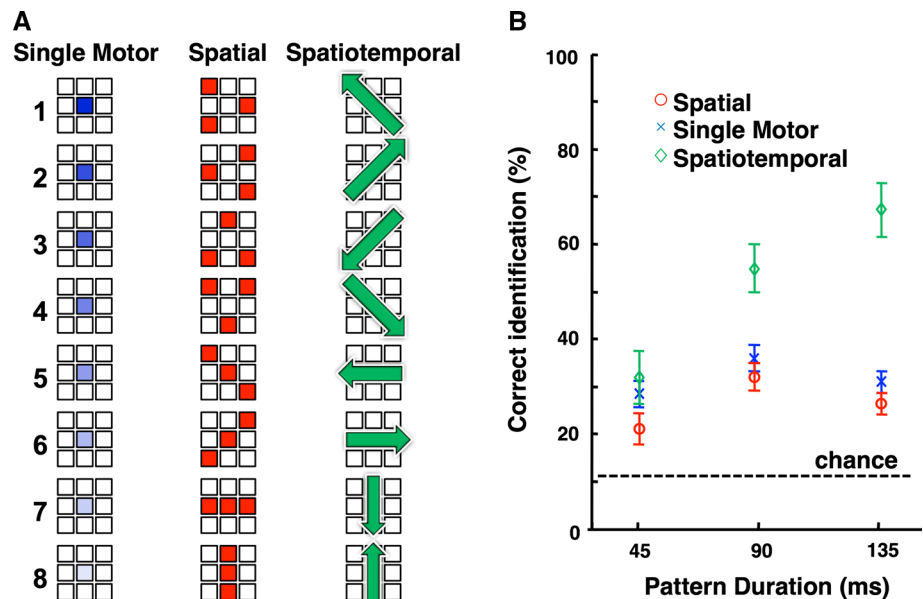 A
Single Motor Spatial Spatiotemporal
1
2
3
4
5
6
7
8
B
Correct identification (%)
100
80
60
40
20
0
Spatial
Single Motor
Spatiotemporal
chance
45 90 135
Pattern Duration (ms)